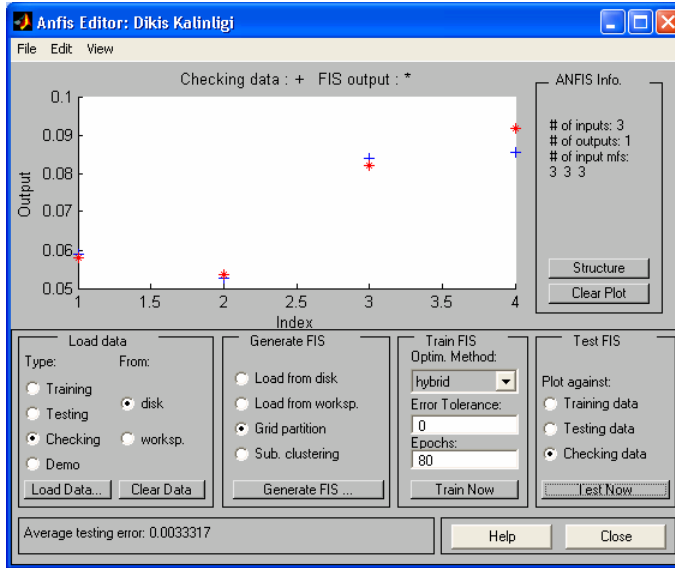 Anfis Editor: Dikis Kalinligi
File Edit View
Checking data : + FIS output : *
0.1
0.09
0.08
0.07
0.06
0.05
Output
1 1.5 2 2.5 3 3.5 4
Index
ANFIS Info.
# of inputs: 3
# of outputs: 1
# of input mfs:
3 3 3
Structure
Clear Plot
Load data
Type: From:
Training
Testing
Checking
Demo
disk
worksp.
Load Data... Clear Data
Generate FIS
Load from disk
Load from worksp.
Grid partition
Sub. clustering
Generate FIS ...
Train FIS
Optim. Method:
hybrid
Error Tolerance:
0
Epochs:
80
Train Now
Test FIS
Plot against:
Training data
Testing data
Checking data
Test Now
Average testing error: 0.0033317
Help Close